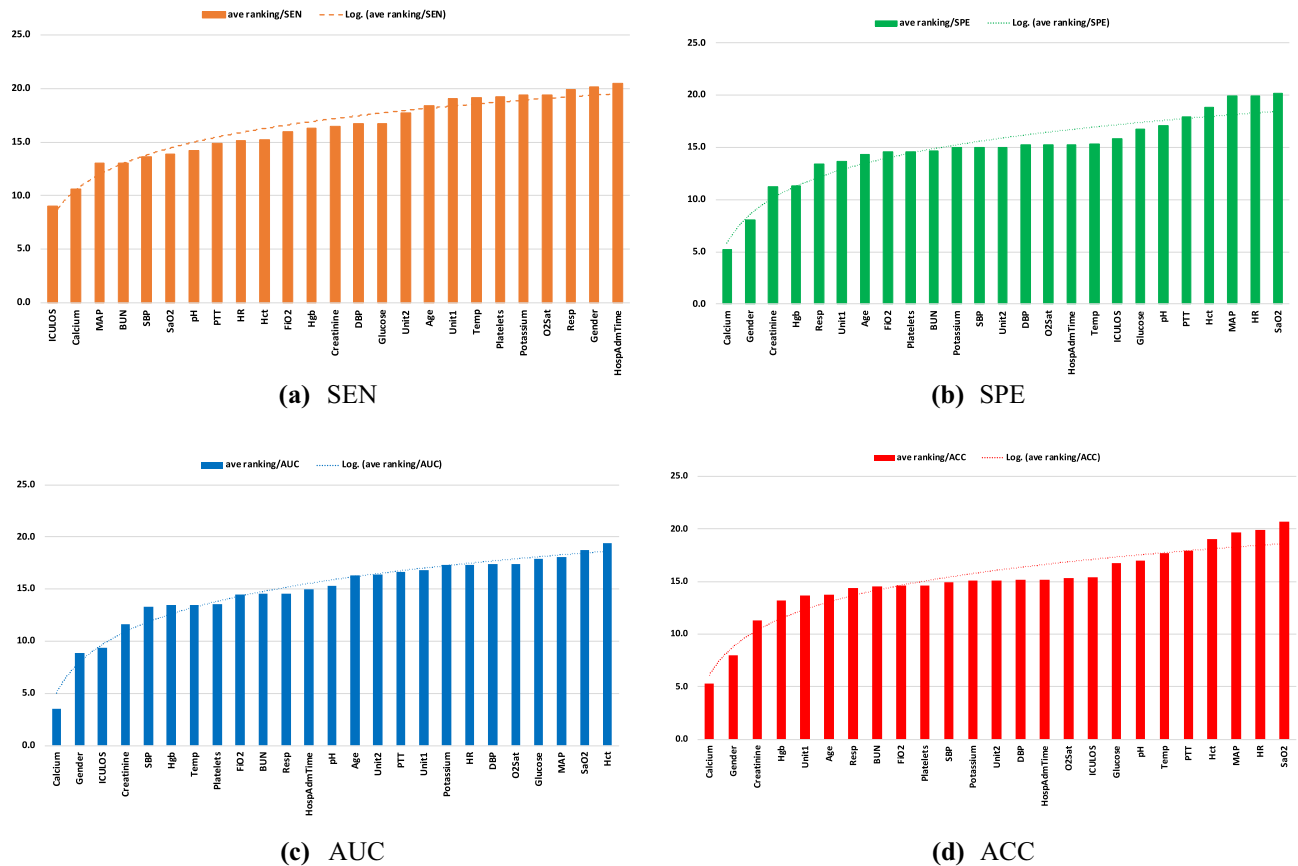 ave ranking/SEN Log. (ave ranking/SEN)
25.0
20.0
15.0
10.0
5.0
0.0
ICULOS Calcium MAP BUN SBP SaO2 pH PTT HR Hct FiO2 Hgb Creatinine DBP Glucose Unit2 Age Unit1 Temp Platelets Potassium O2Sat Resp Gender HospAdmTime
(a) SEN
ave ranking/SPE Log. (ave ranking/SPE)
25.0
20.0
15.0
10.0
5.0
0.0
Calcium Gender Creatinine Hgb Resp Unit1 Age FiO2 Platelets BUN Potassium SBP Unit2 DBP O2Sat HospAdmTime Temp ICULOS Glucose pH PTT Hct MAP HR SaO2
(b) SPE
ave ranking/AUC Log. (ave ranking/AUC)
25.0
20.0
15.0
10.0
5.0
0.0
Calcium Gender ICULOS Creatinine SBP Hgb Temp Platelets FiO2 BUN Resp HospAdmTime pH Age Unit2 PTT Unit1 Potassium HR DBP O2Sat Glucose MAP SaO2 Hct
(c) AUC
ave ranking/ACC Log. (ave ranking/ACC)
25.0
20.0
15.0
10.0
5.0
0.0
Calcium Gender Creatinine Hgb Unit1 Age Resp BUN FiO2 Platelets SBP Potassium Unit2 DBP HospAdmTime O2Sat ICULOS Glucose pH Temp PTT Hct MAP HR SaO2
(d) ACC